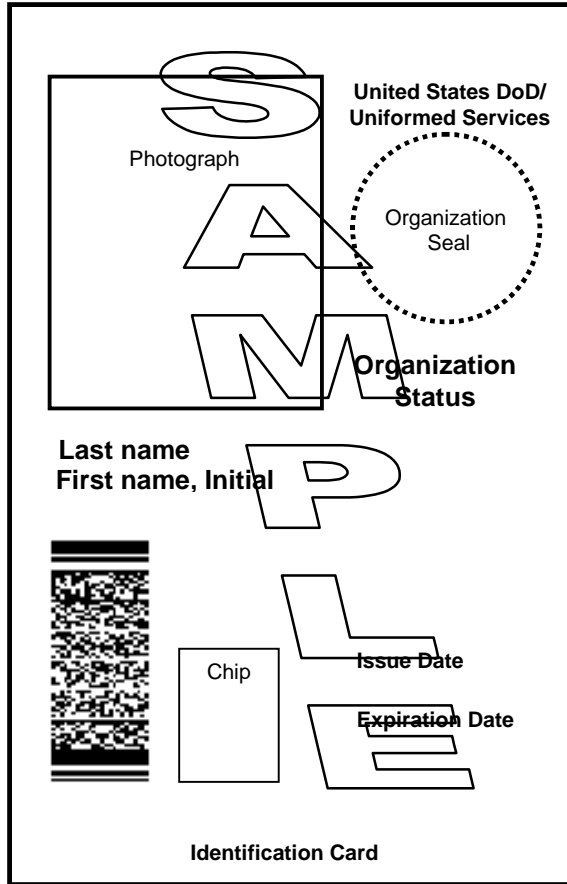 SAMPLE
United States DoD/
Uniformed Services
Photograph
Organization
Seal
Organization
Status
Last name
First name, Initial
Chip
Issue Date
Expiration Date
Identification Card